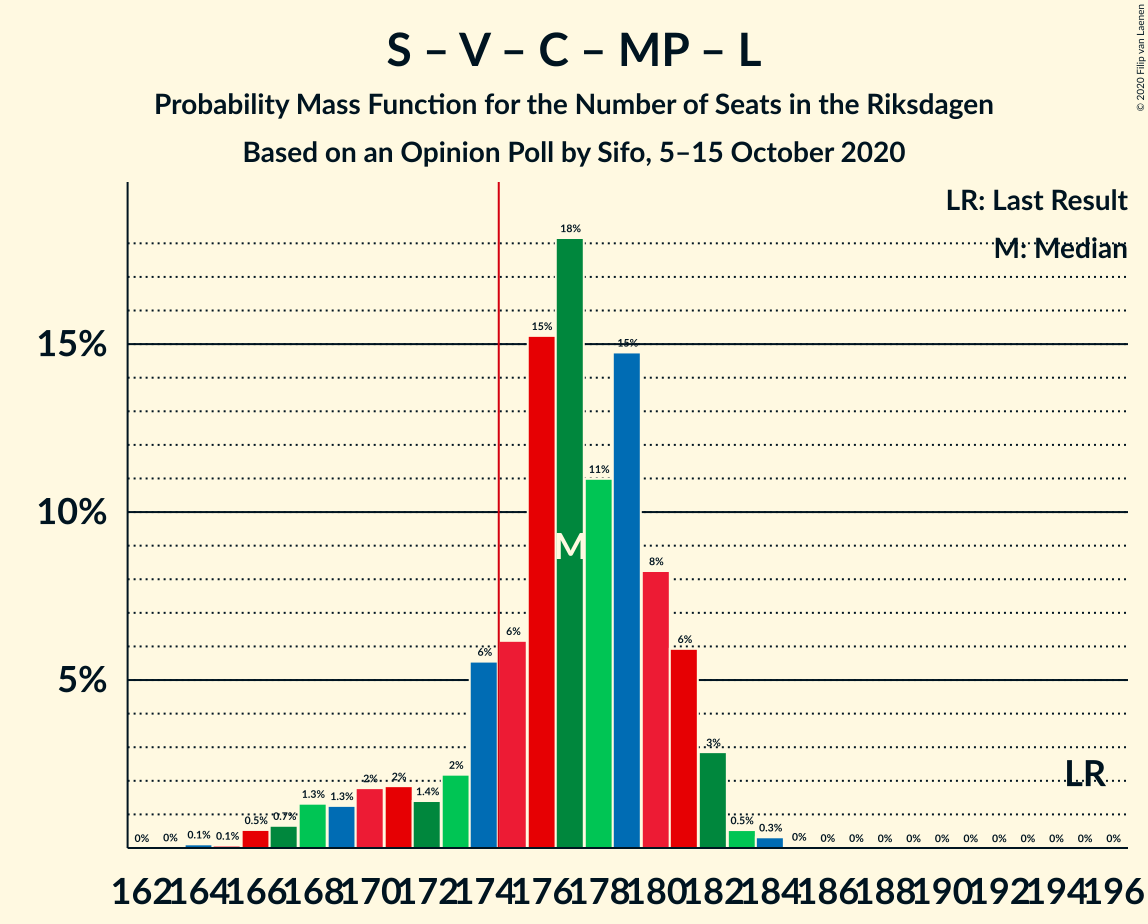 © 2020 Filip van Laenen
S – V – C – MP – L
Probability Mass Function for the Number of Seats in the Riksdagen
Based on an Opinion Poll by Sifo, 5–15 October 2020
LR: Last Result
M: Median
15%
10%
5%
0% 0% 0.1% 0.1% 0.5% 0.7% 1.3% 1.3% 2% 2% 1.4% 2% 6% 6% 15% 18% 11% 15% 8% 6% 3% 0.5% 0.3% 0% 0% 0% 0% 0% 0% 0% 0% 0% 0% 0% 0%
M
LR
162 164 166 168 170 172 174 176 178 180 182 184 186 188 190 192 194 196